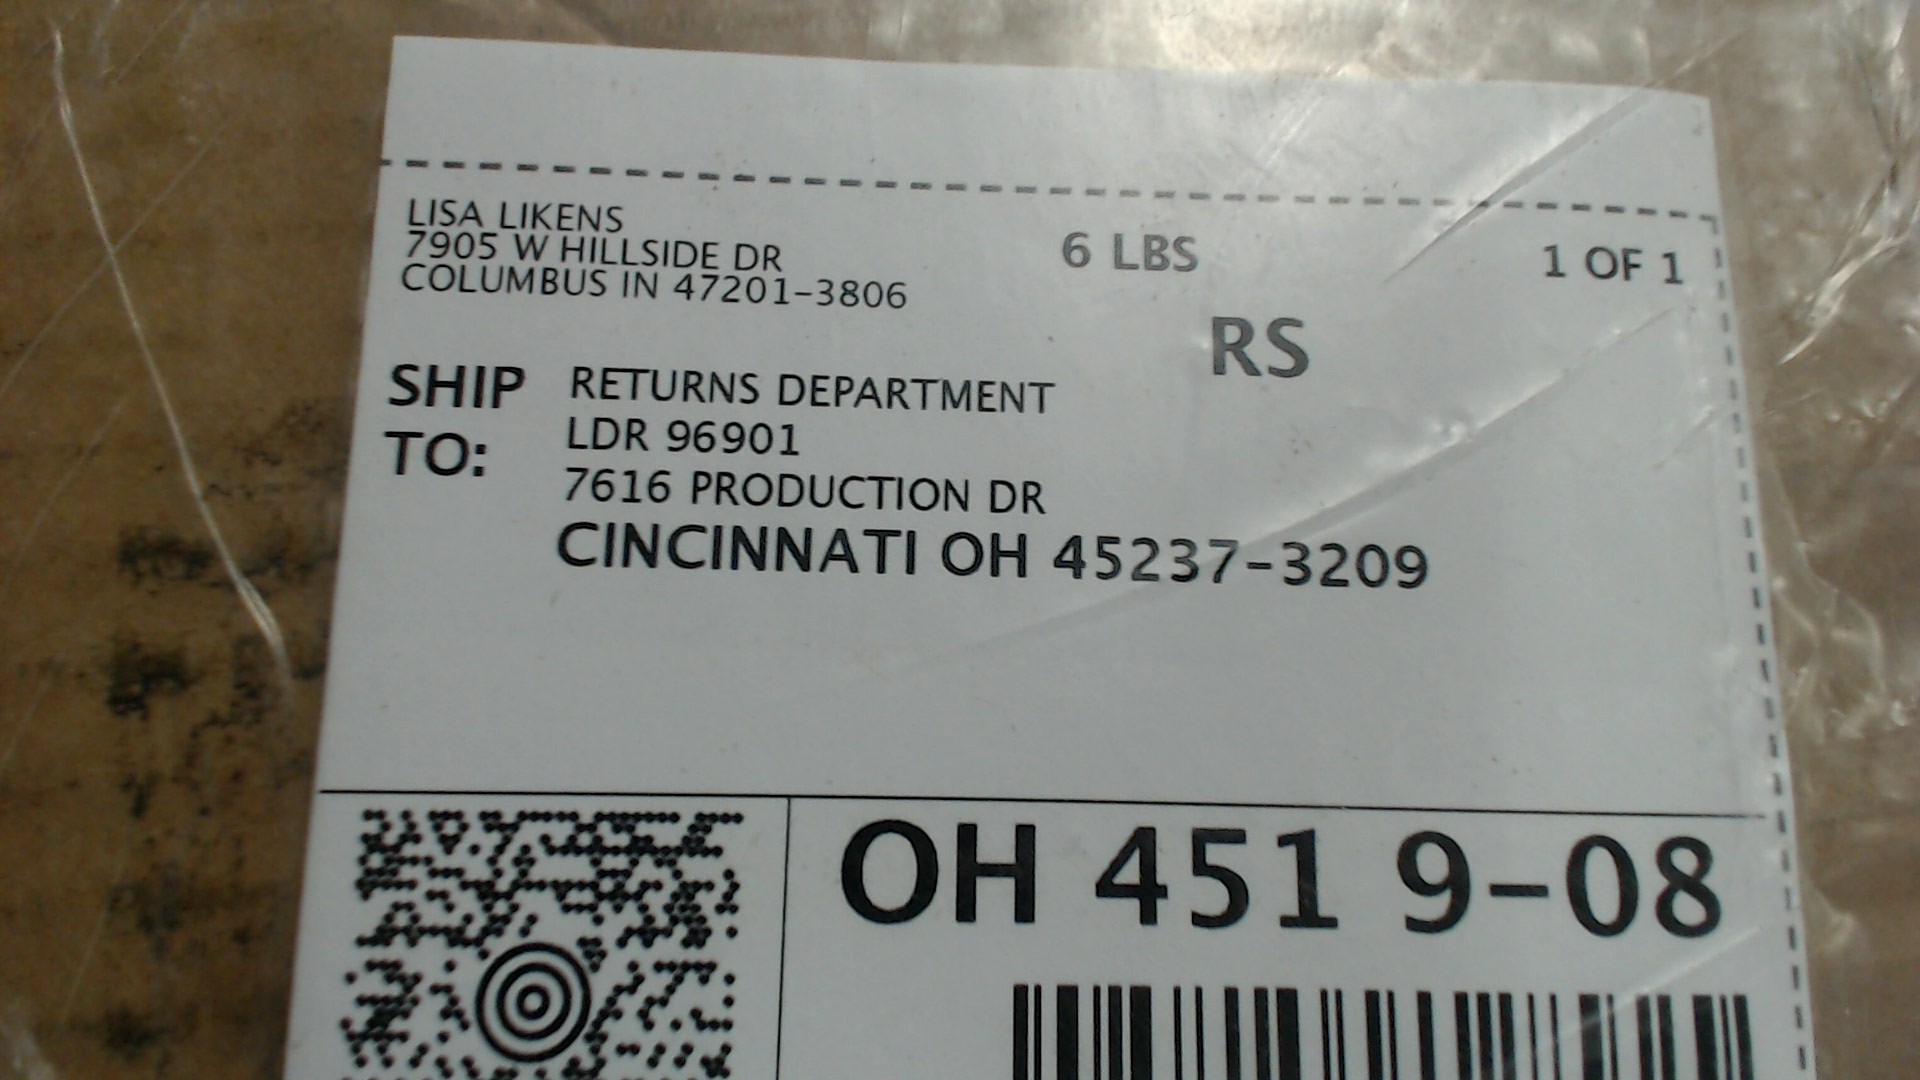 LISA LIKENS
7905 W HILLSIDE DR
COLUMBUS IN 47201-3806
6 LBS
1 OF 1
RS
SHIP TO:
RETURNS DEPARTMENT
LDR 96901
7616 PRODUCTION DR
CINCINNATI OH 45237-3209
OH 451 9-08